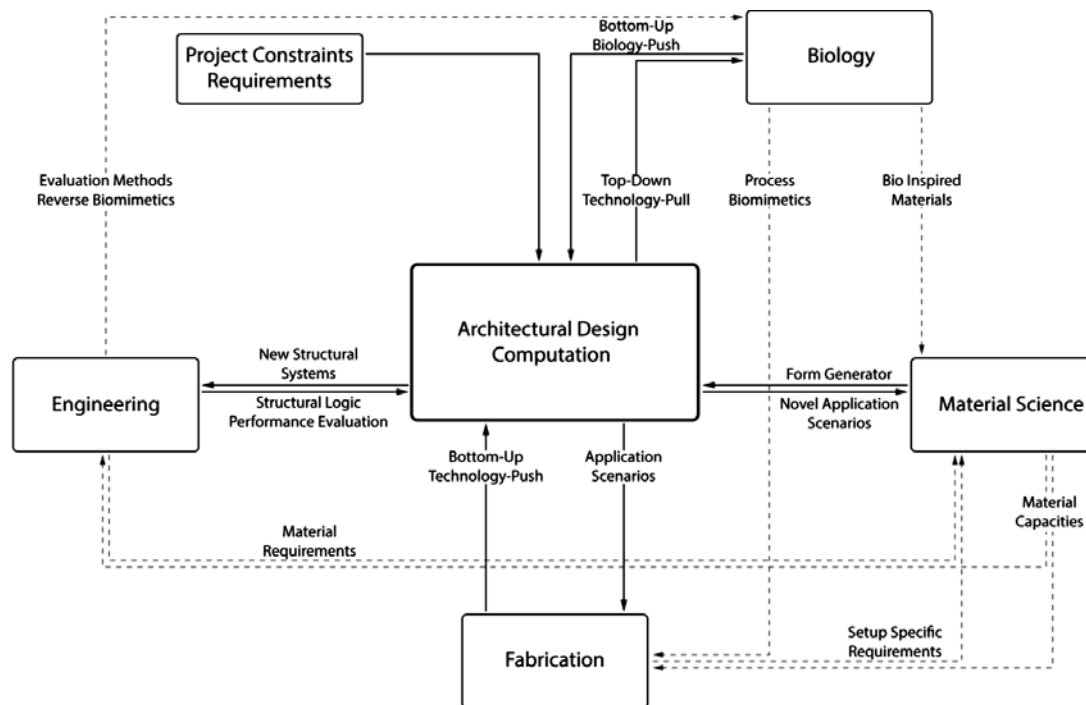 Project Constraints
Requirements
Bottom-Up
Biology-Push
Biology
Evaluation Methods
Reverse Biomimetics
Top-Down
Technology-Pull
Process
Biomimetics
Bio Inspired
Materials
Architectural Design
Computation
Engineering
New Structural
Systems
Structural Logic
Performance Evaluation
Form Generator
Novel Application
Scenarios
Material Science
Bottom-Up
Technology-Push
Application
Scenarios
Material
Capacities
Material
Requirements
Setup Specific
Requirements
Fabrication